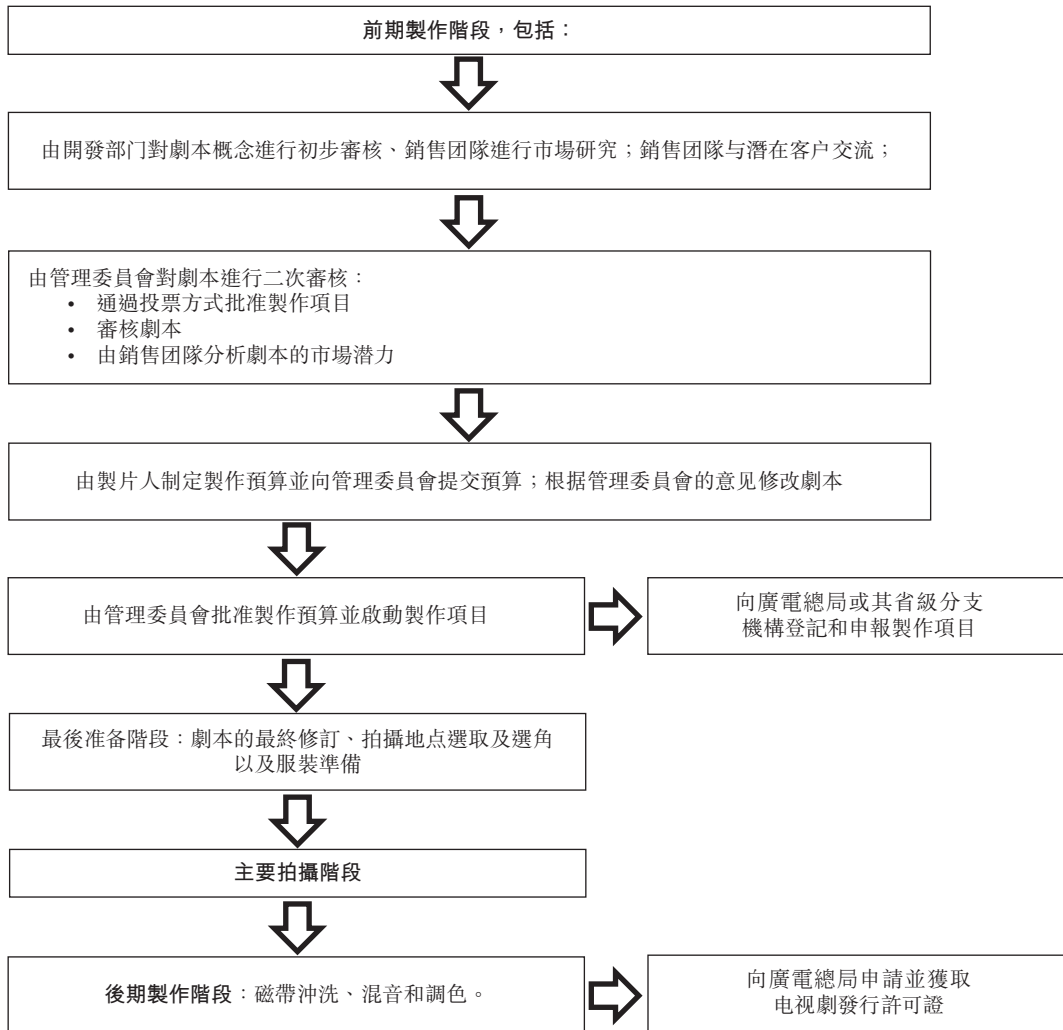 前期製作階段，包括：
由開發部门對劇本概念進行初步審核、銷售团隊進行市場研究；銷售团隊与潛在客户交流；
由管理委員會對劇本進行二次審核：
• 通過投票方式批准製作項目
• 審核劇本
• 由銷售团隊分析劇本的市場潜力
由製片人制定製作預算並向管理委員會提交預算；根据管理委員會的意见修改劇本
由管理委員會批准製作預算並啟動製作項目
向廣電總局或其省級分支
機構登記和申報製作項目
最後准备階段：劇本的最終修訂、拍攝地点選取及選角
以及服裝準備
主要拍攝階段
後期製作階段：磁帶沖洗、混音和調色。
向廣電總局申請並獲取
电视劇發行許可證